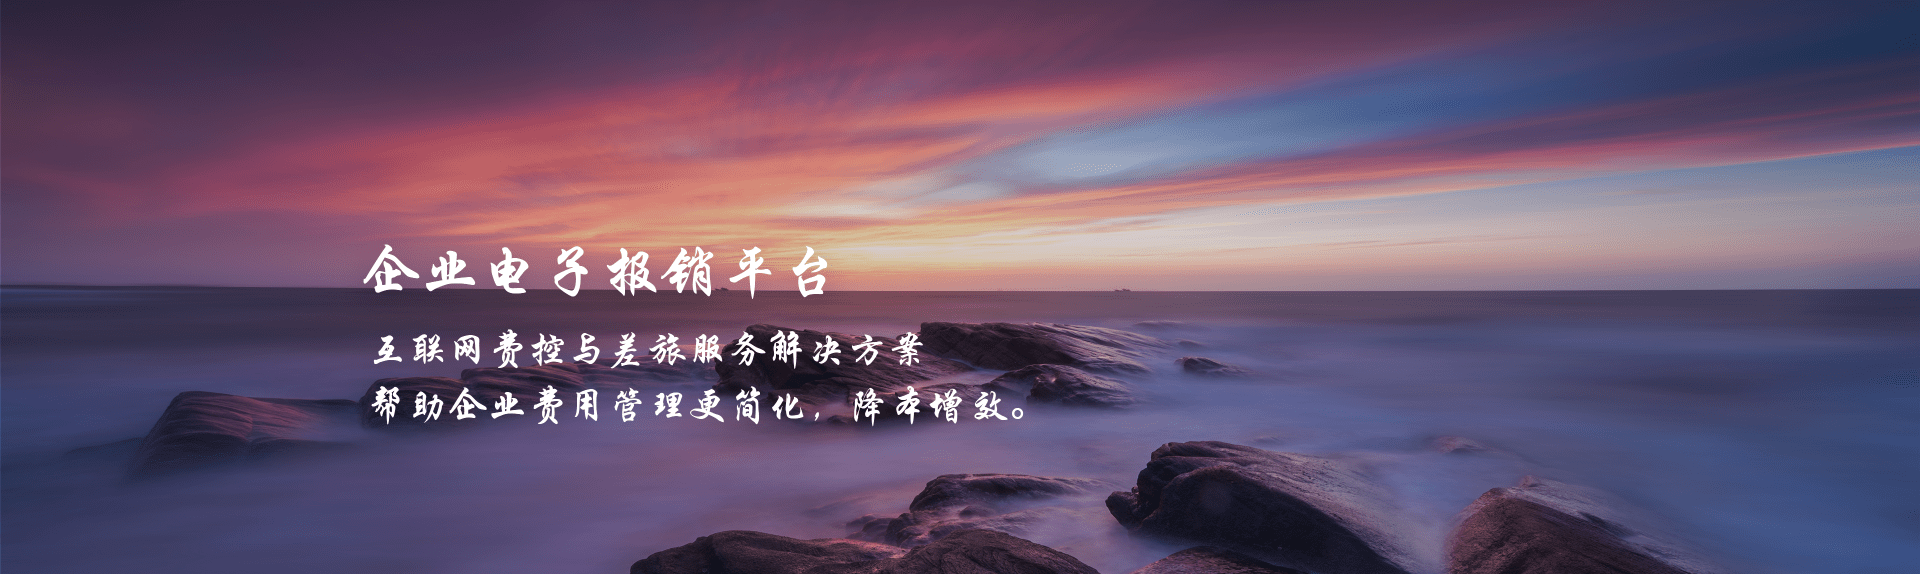 企业电子报销平台
互联网费控与差旅服务解决方案
帮助企业费用管理更简化，降本增效。